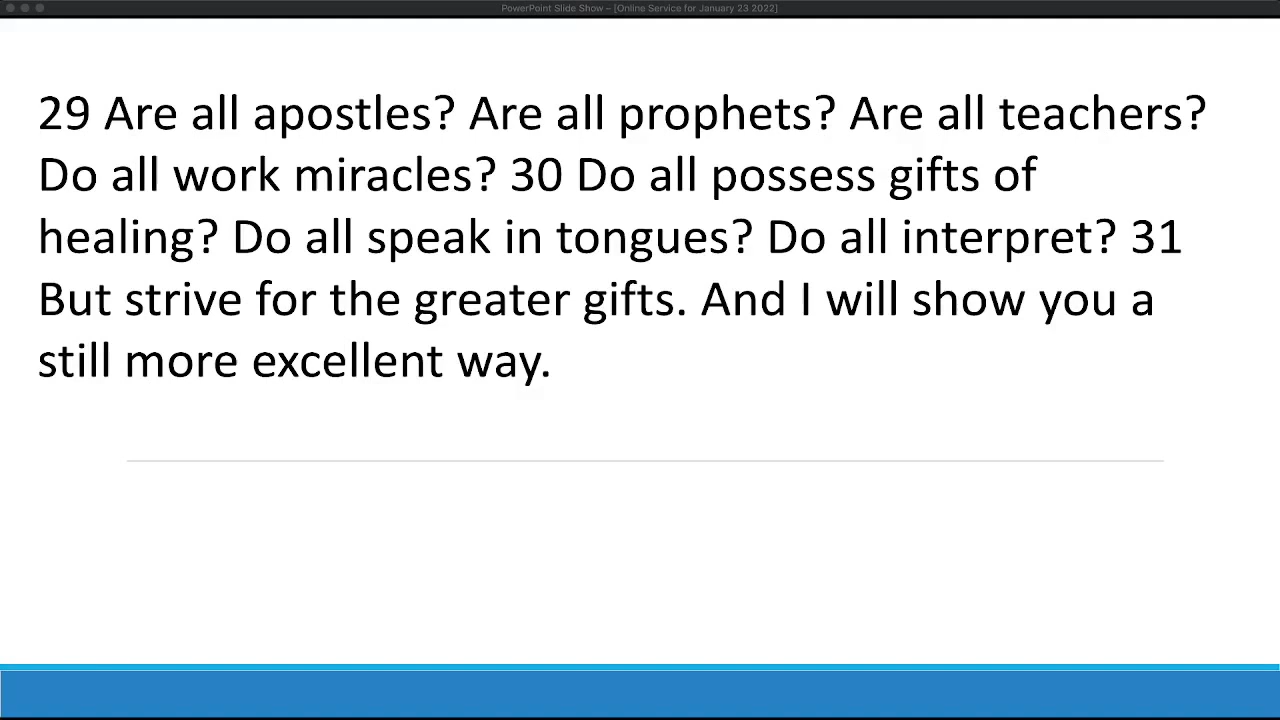 PowerPoint Slide Show – [Online Service for January 23 2022]
29 Are all apostles? Are all prophets? Are all teachers?
Do all work miracles? 30 Do all possess gifts of
healing? Do all speak in tongues? Do all interpret? 31
But strive for the greater gifts. And I will show you a
still more excellent way.